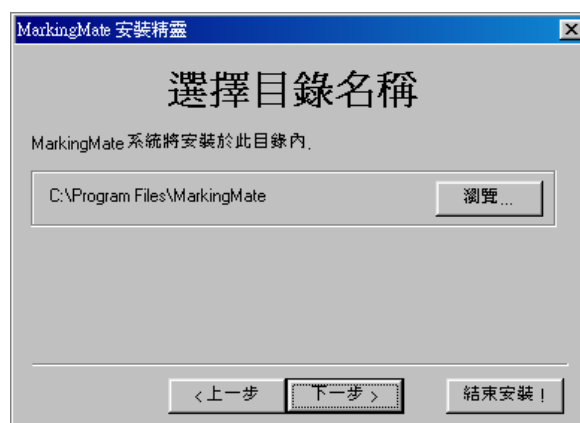 MarkingMate 安裝精靈
選擇目錄名稱
MarkingMate 系統將安裝於此目錄內.
C:\Program Files\MarkingMate
瀏覽...
<上一步
下一步>
結束安裝!